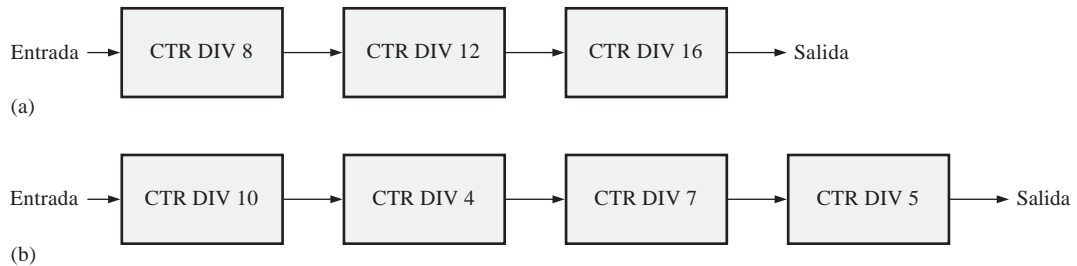 Entrada CTR DIV 8 CTR DIV 12 CTR DIV 16 Salida
(a)
Entrada CTR DIV 10 CTR DIV 4 CTR DIV 7 CTR DIV 5 Salida
(b)